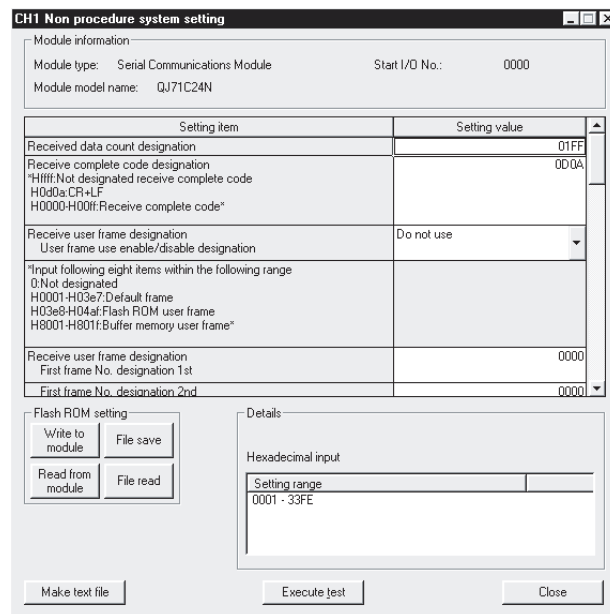 CH1 Non procedure system setting
Module information
Module type: Serial Communications Module Start I/O No.: 0000
Module model name: QJ71C24N
Setting item Setting value
Received data count designation 01FF
Receive complete code designation 0D0A
*Hffff:Not designated receive complete code
H0d0a:CR+LF
H0000-H00ff:Receive complete code*
Receive user frame designation Do not use
User frame use enable/disable designation
*Input following eight items within the following range
0:Not designated
H0001-H03e7:Default frame
H03e8-H04af:Flash ROM user frame
H8001-H801f:Buffer memory user frame*
Receive user frame designation 0000
First frame No. designation 1st
First frame No. designation 2nd 0000
Flash ROM setting
Write to module
File save
Read from module
File read
Details
Hexadecimal input
Setting range
0001 - 33FE
Make text file Execute test Close